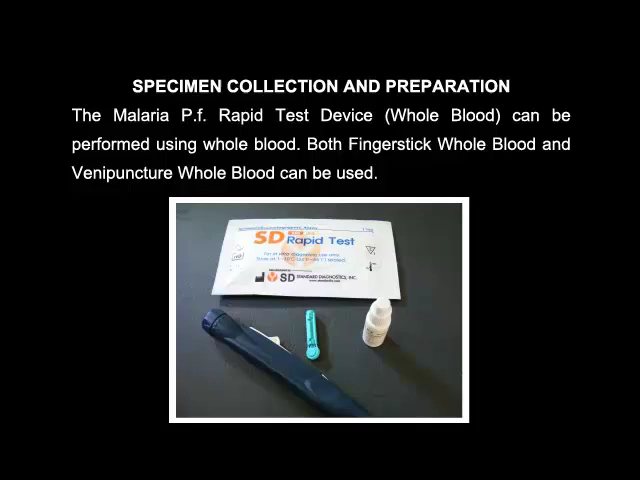 SPECIMEN COLLECTION AND PREPARATION
The Malaria P.f. Rapid Test Device (Whole Blood) can be
performed using whole blood. Both Fingerstick Whole Blood and
Venipuncture Whole Blood can be used.
SD Rapid Test
SD STANDARD DIAGNOSTICS, INC.